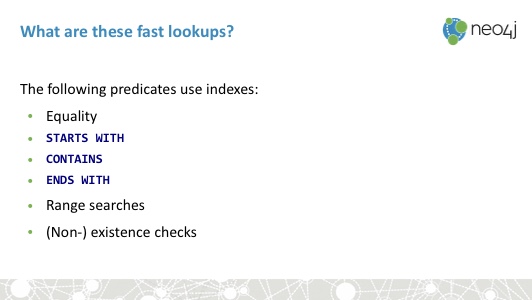 What are these fast lookups?
neo4j
The following predicates use indexes:
• Equality
• STARTS WITH
• CONTAINS
• ENDS WITH
• Range searches
• (Non-) existence checks